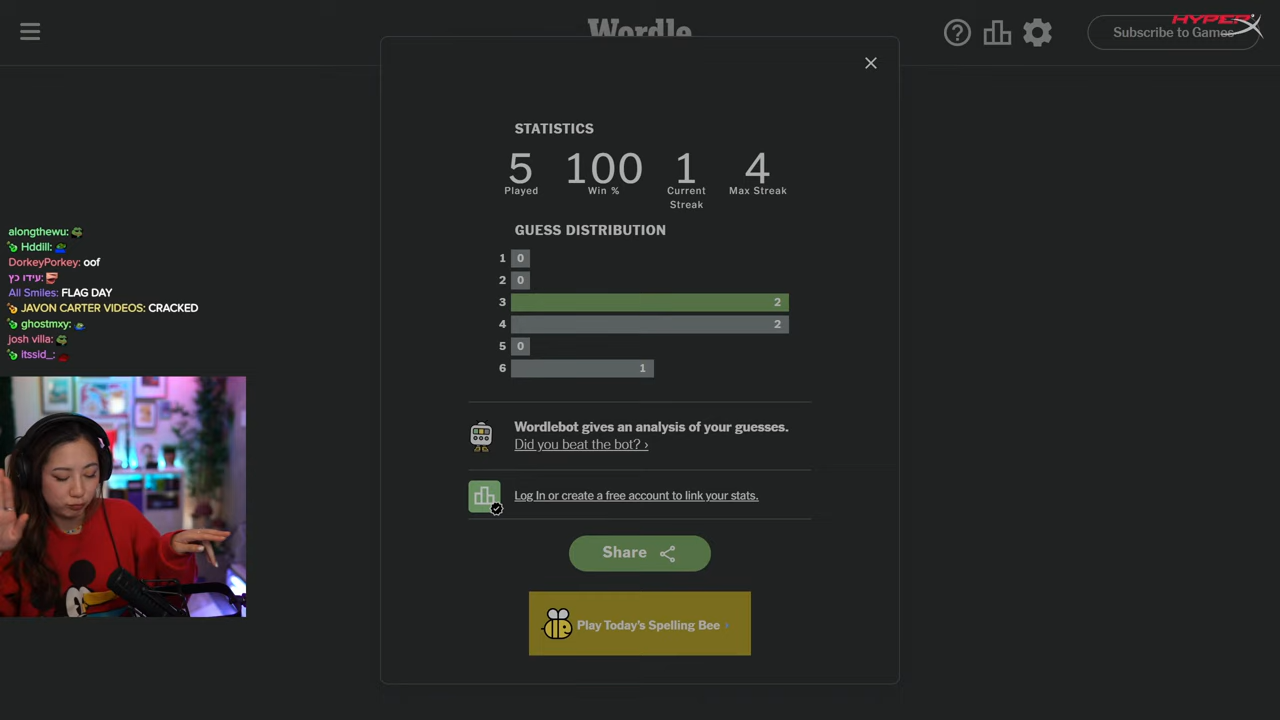 Wordle
Subscribe to Games
HYPERX
STATISTICS
5
Played
100
Win %
1
Current
Streak
4
Max Streak
GUESS DISTRIBUTION
1 0
2 0
3 2
4 2
5 0
6 1
alongthewu:
Hddill:
DorkeyPorkey: oof
עידו כץ:
All Smiles: FLAG DAY
JAVON CARTER VIDEOS: CRACKED
ghostmxy:
josh villa:
itssid_:
Wordlebot gives an analysis of your guesses.
Did you beat the bot? ›
Log In or create a free account to link your stats.
Share
Play Today's Spelling Bee ›